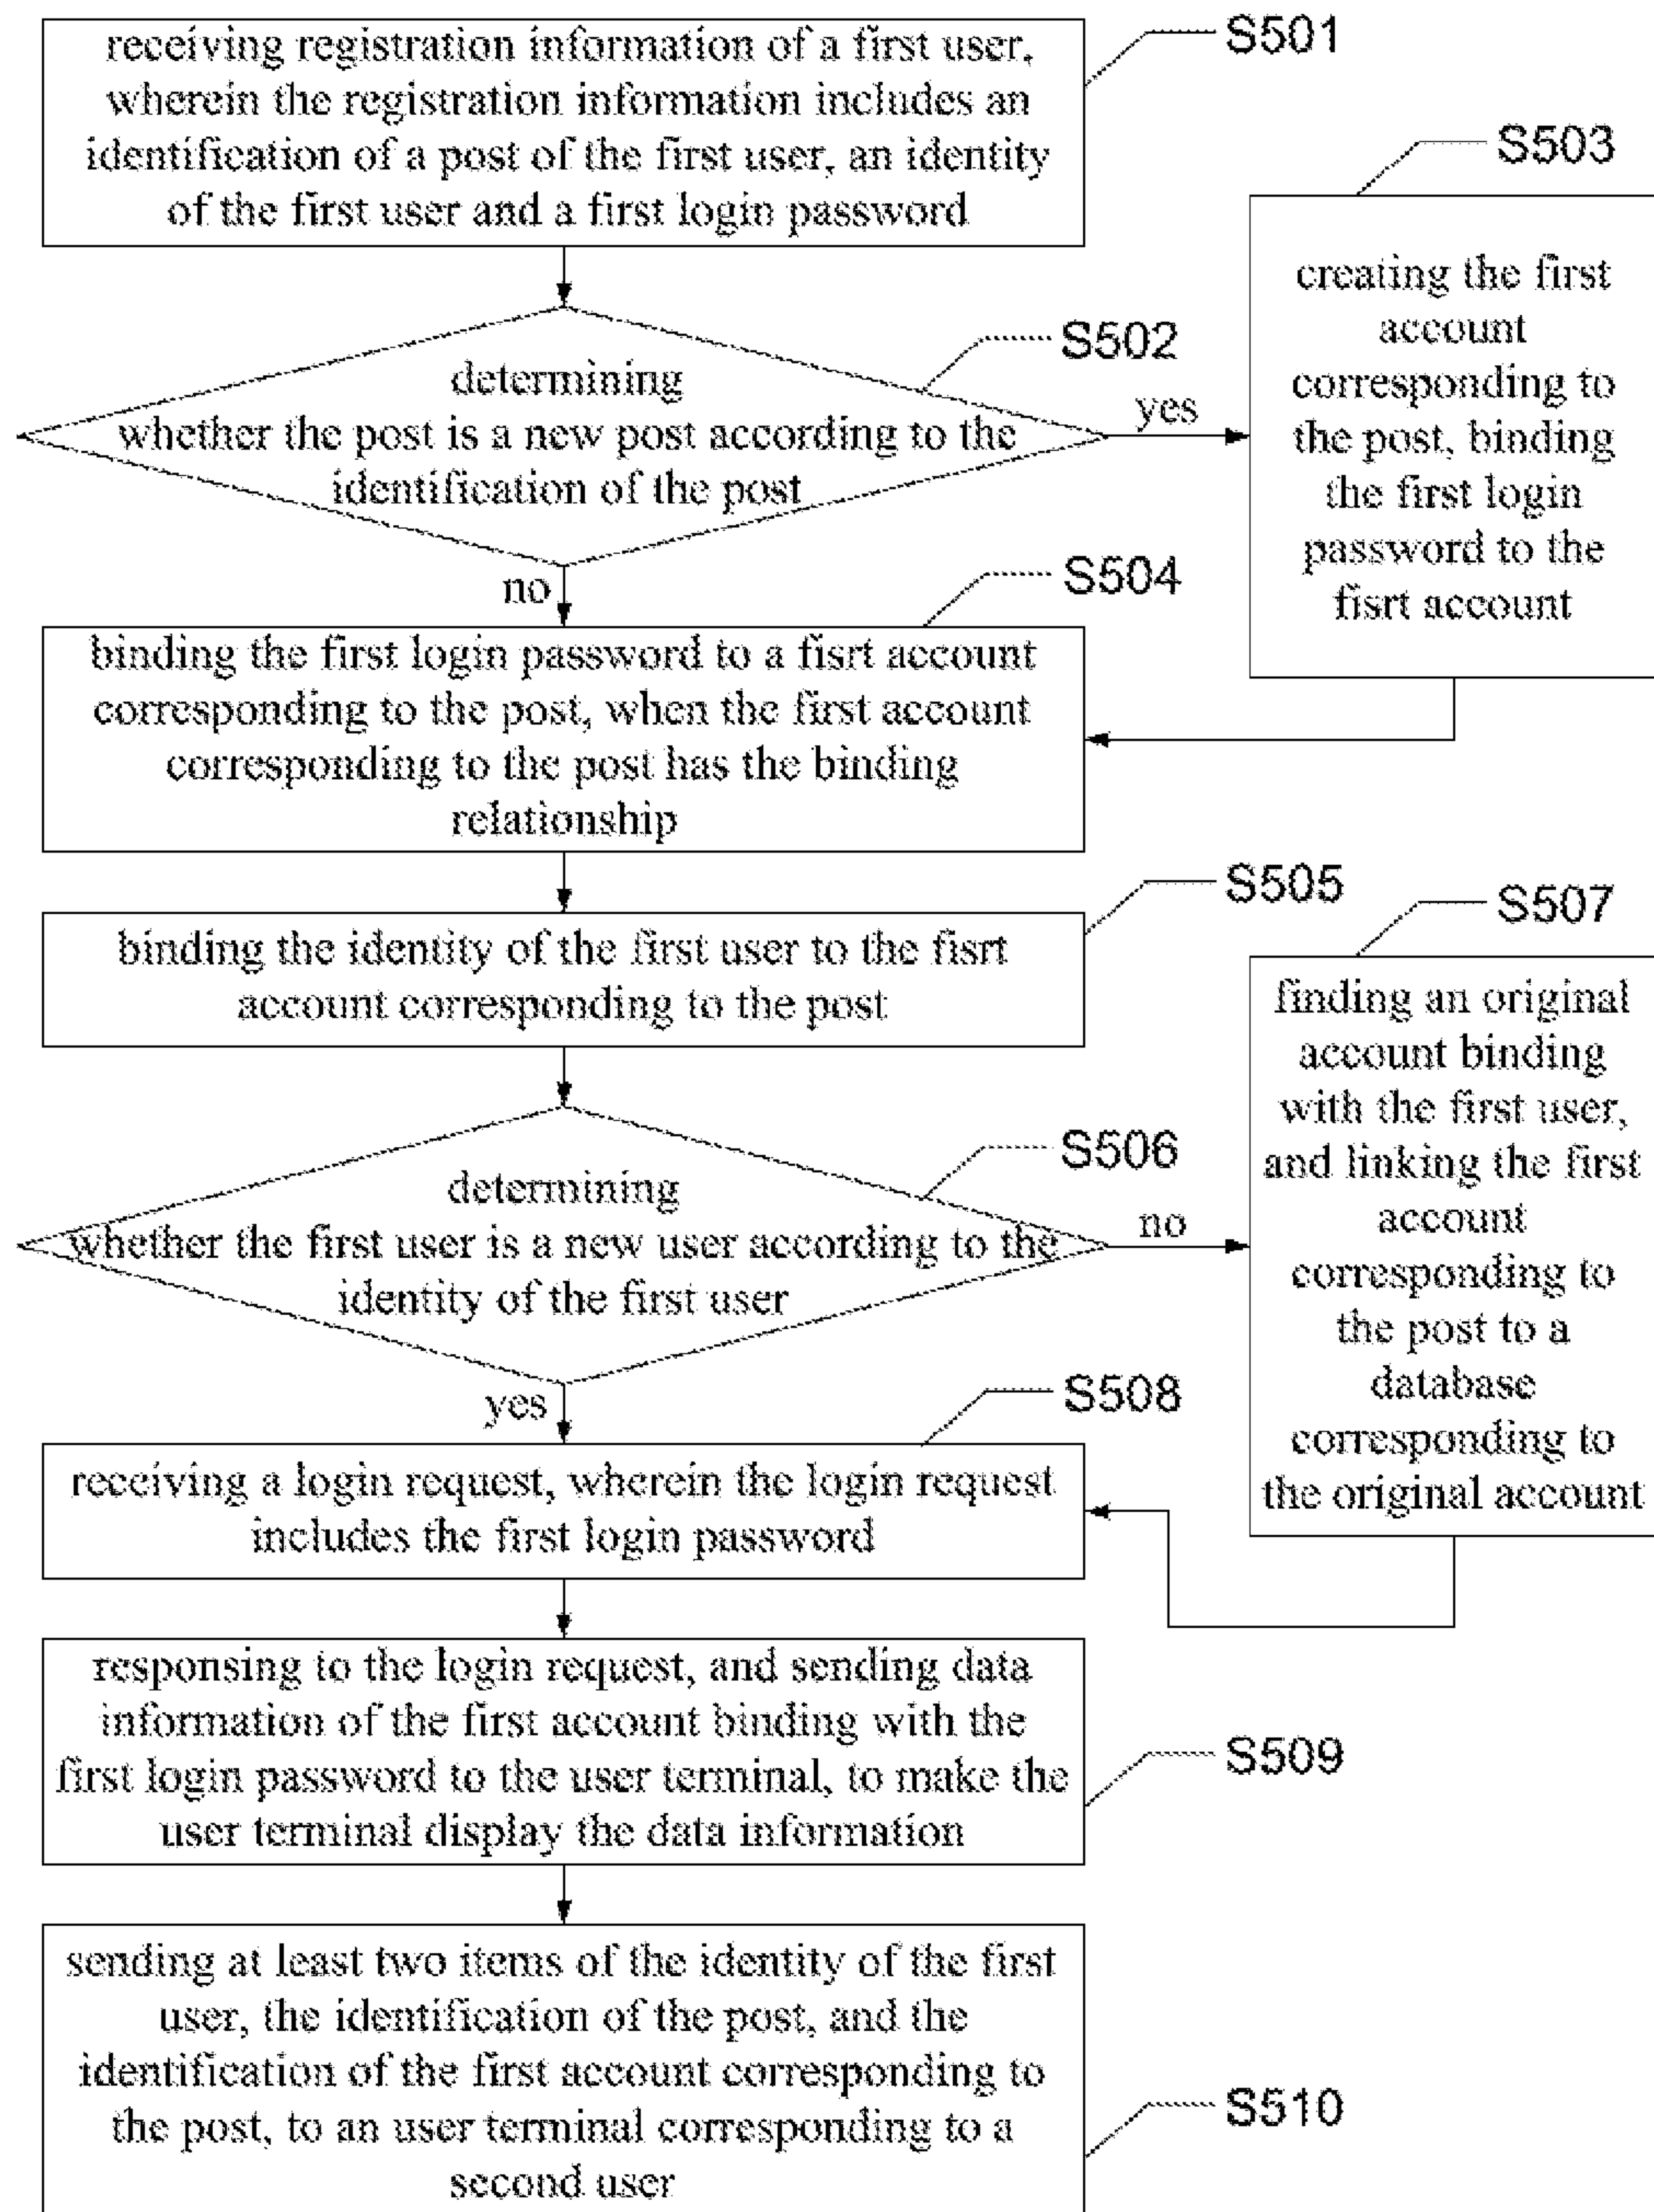 receiving registration information of a first user,
wherein the registration information includes an
identification of a post of the first user, an identity
of the first user and a first login password
S501
determining
whether the post is a new post according to the
identification of the post
S502
yes
no
creating the first
account
corresponding to
the post, binding
the first login
password to the
fisrt account
S503
binding the first login password to a fisrt account
corresponding to the post, when the first account
corresponding to the post has the binding
relationship
S504
binding the identity of the first user to the fisrt
account corresponding to the post
S505
determining
whether the first user is a new user according to the
identity of the first user
S506
no
yes
finding an original
account binding
with the first user,
and linking the first
account
corresponding to
the post to a
database
corresponding to
the original account
S507
receiving a login request, wherein the login request
includes the first login password
S508
responsing to the login request, and sending data
information of the first account binding with the
first login password to the user terminal, to make the
user terminal display the data information
S509
sending at least two items of the identity of the first
user, the identification of the post, and the
identification of the first account corresponding to
the post, to an user terminal corresponding to a
second user
S510